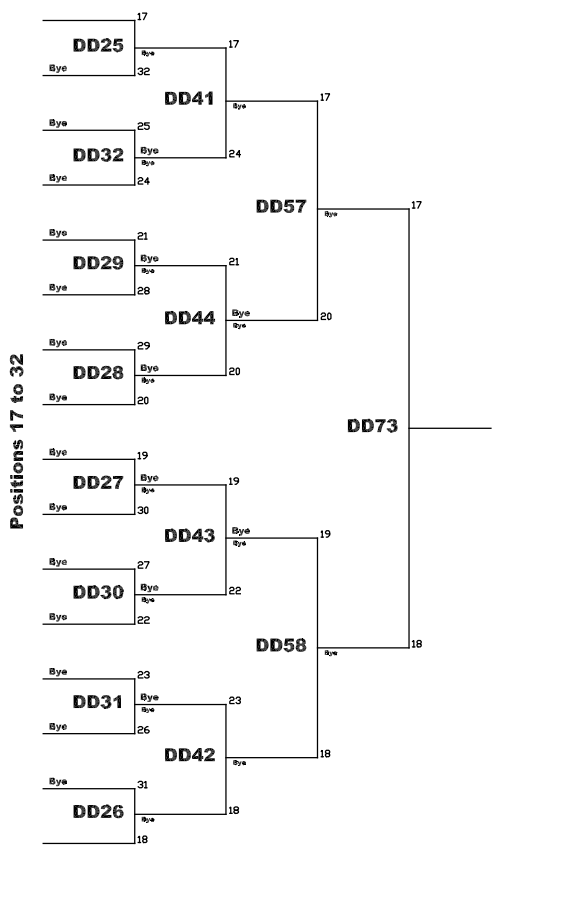 17
DD25
17
Bye
Bye
32
DD41
17
Bye
Bye
25
DD32
Bye
24
Bye
Bye
24
DD57
17
Bye
Bye
21
DD29
Bye
21
Bye
Bye
28
DD44
Bye
20
Bye
Bye
29
DD28
Bye
20
Bye
Bye
20
Positions 17 to 32
DD73
Bye
19
DD27
Bye
19
Bye
30
DD43
Bye
19
Bye
Bye
27
DD30
Bye
22
Bye
Bye
22
DD58
18
Bye
Bye
23
DD31
Bye
23
Bye
Bye
26
DD42
18
Bye
Bye
31
DD26
18
Bye
18